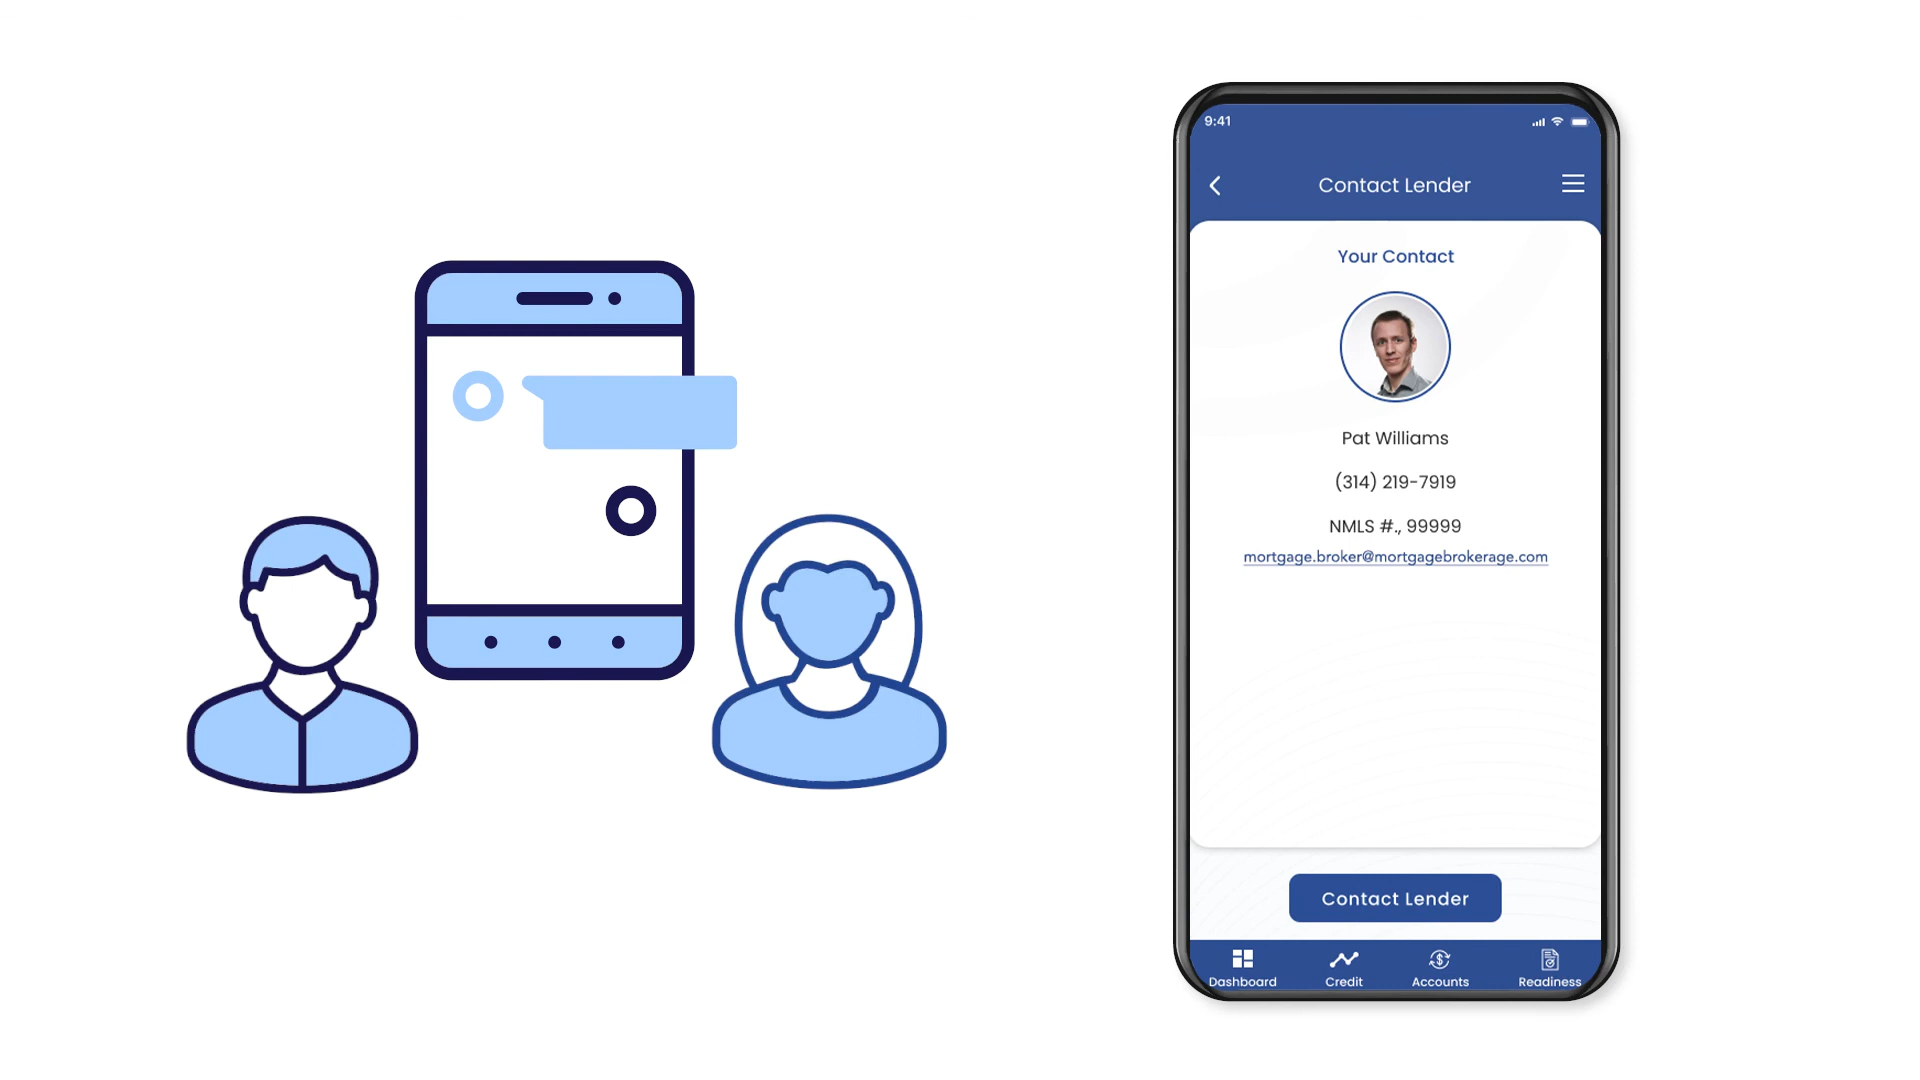 9:41
Contact Lender
Your Contact
Pat Williams
(314) 219-7919
NMLS #., 99999
mortgage.broker@mortgagebrokerage.com
Contact Lender
Dashboard Credit Accounts Readiness